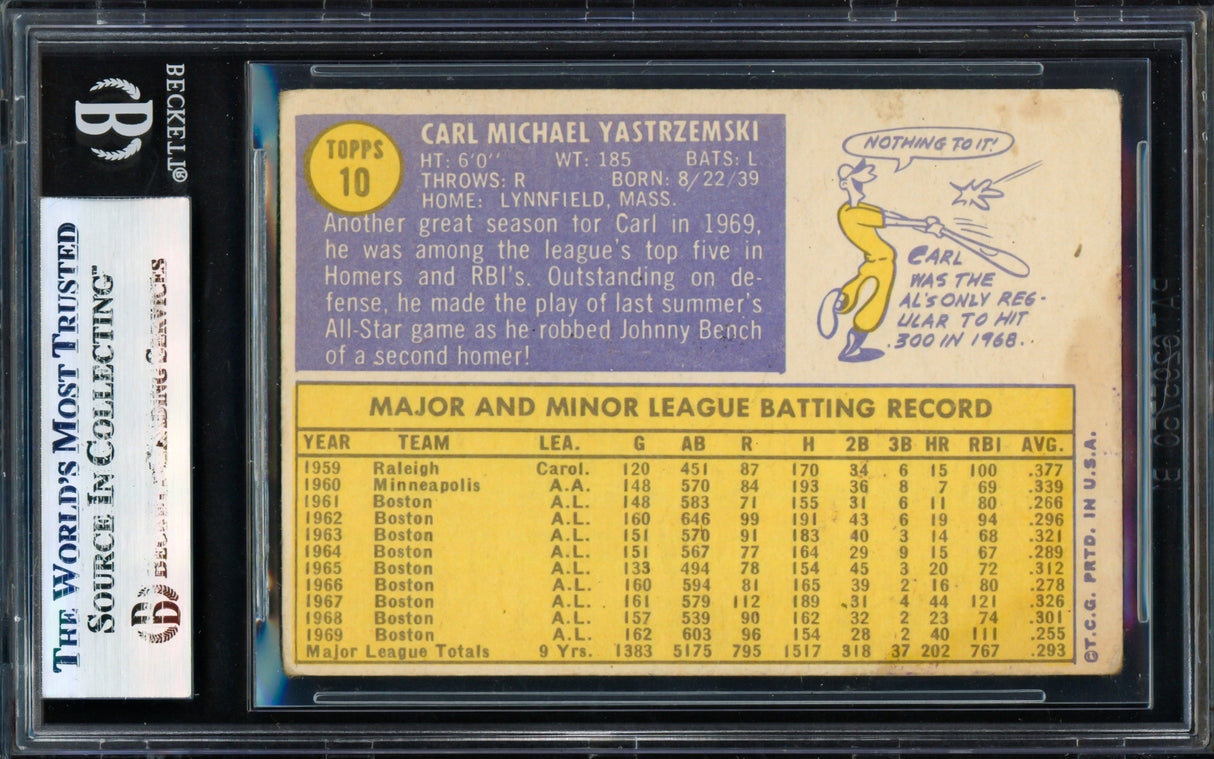 BECKETT®
THE WORLD'S MOST TRUSTED
SOURCE IN COLLECTING™
TOPPS
10
CARL MICHAEL YASTRZEMSKI
HT: 6'0'' WT: 185 BATS: L
THROWS: R BORN: 8/22/39
HOME: LYNNFIELD, MASS.
Another great season for Carl in 1969,
he was among the league's top five in
Homers and RBI's. Outstanding on de-
fense, he made the play of last summer's
All-Star game as he robbed Johnny Bench
of a second homer!
NOTHING TO IT!
CARL
WAS THE
AL'S ONLY REG-
ULAR TO HIT
.300 IN 1968.
MAJOR AND MINOR LEAGUE BATTING RECORD
YEAR TEAM LEA. G AB R H 2B 3B HR RBI AVG.
1959 Raleigh Carol. 120 451 87 170 34 6 15 100 .377
1960 Minneapolis A.A. 148 570 84 193 36 8 7 69 .339
1961 Boston A.L. 148 583 71 155 31 6 11 80 .266
1962 Boston A.L. 160 646 99 191 43 6 19 94 .296
1963 Boston A.L. 151 570 91 183 40 3 14 68 .321
1964 Boston A.L. 151 567 77 164 29 9 15 67 .289
1965 Boston A.L. 133 494 78 154 45 3 20 72 .312
1966 Boston A.L. 160 594 81 165 39 2 16 80 .278
1967 Boston A.L. 161 579 112 189 31 4 44 121 .326
1968 Boston A.L. 157 539 90 162 32 2 23 74 .301
1969 Boston A.L. 162 603 96 154 28 2 40 111 .255
Major League Totals 9 Yrs. 1383 5175 795 1517 318 37 202 767 .293
©T.C.G. PRTD. IN U.S.A.